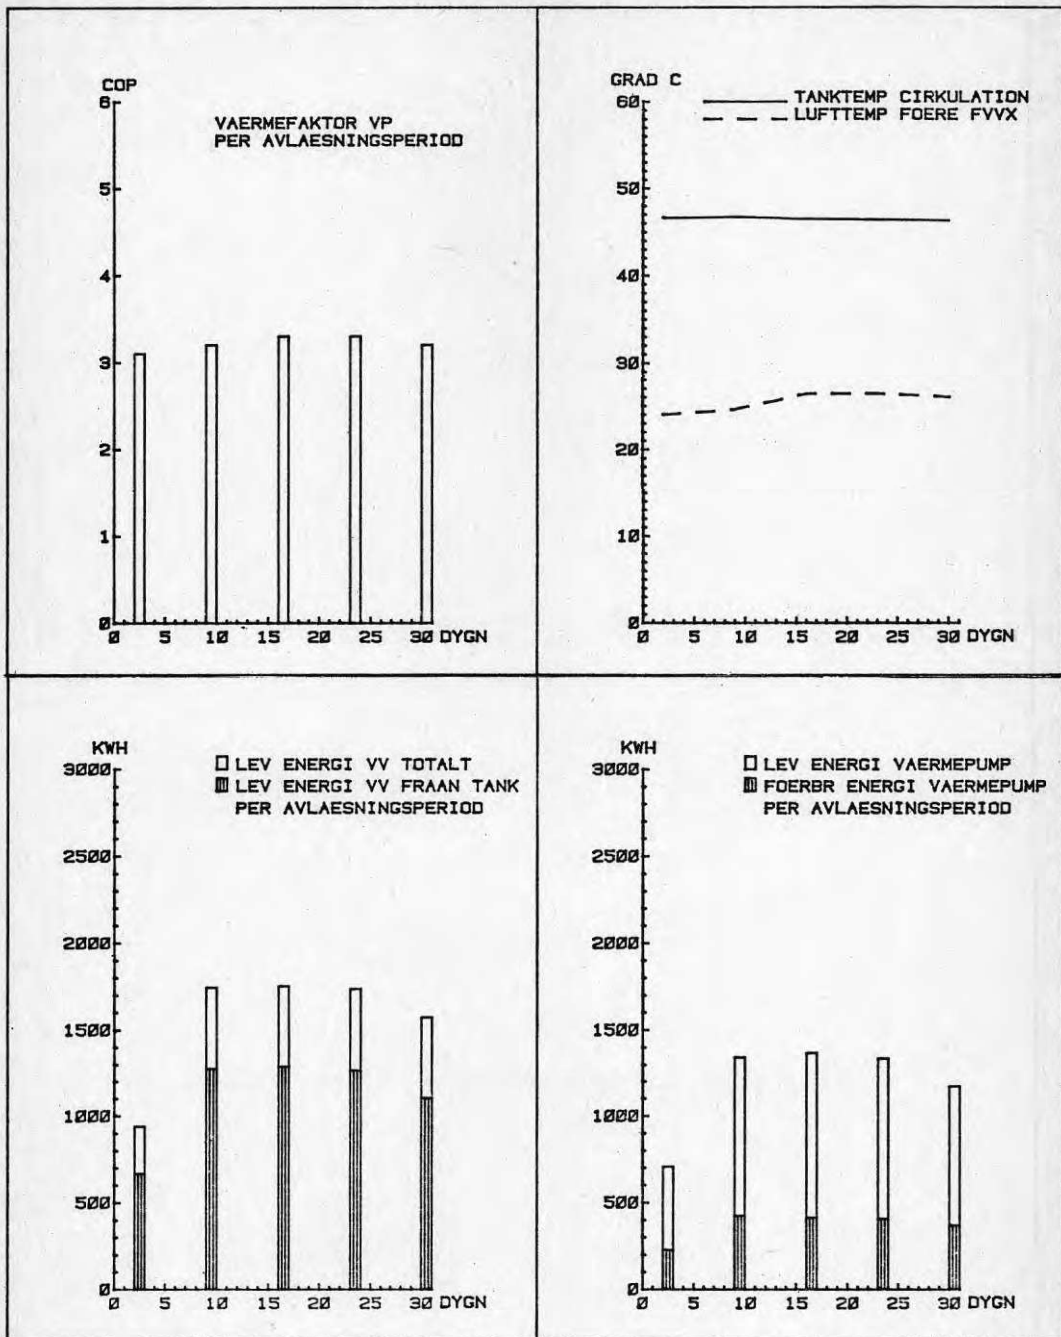 COP
VAERMEFAKTOR VP
PER AVLAESNINGSPERIOD
6
5
4
3
2
1
0
0 5 10 15 20 25 30 DYGN
GRAD C
TANKTEMP CIRKULATION
LUFTTEMP FOERE FVVX
60
50
40
30
20
10
0
0 5 10 15 20 25 30 DYGN
KWH
LEV ENERGI VV TOTALT
LEV ENERGI VV FRAAN TANK
PER AVLAESNINGSPERIOD
3000
2500
2000
1500
1000
500
0
0 5 10 15 20 25 30 DYGN
KWH
LEV ENERGI VAERMEPUMP
FOERBR ENERGI VAERMEPUMP
PER AVLAESNINGSPERIOD
3000
2500
2000
1500
1000
500
0
0 5 10 15 20 25 30 DYGN